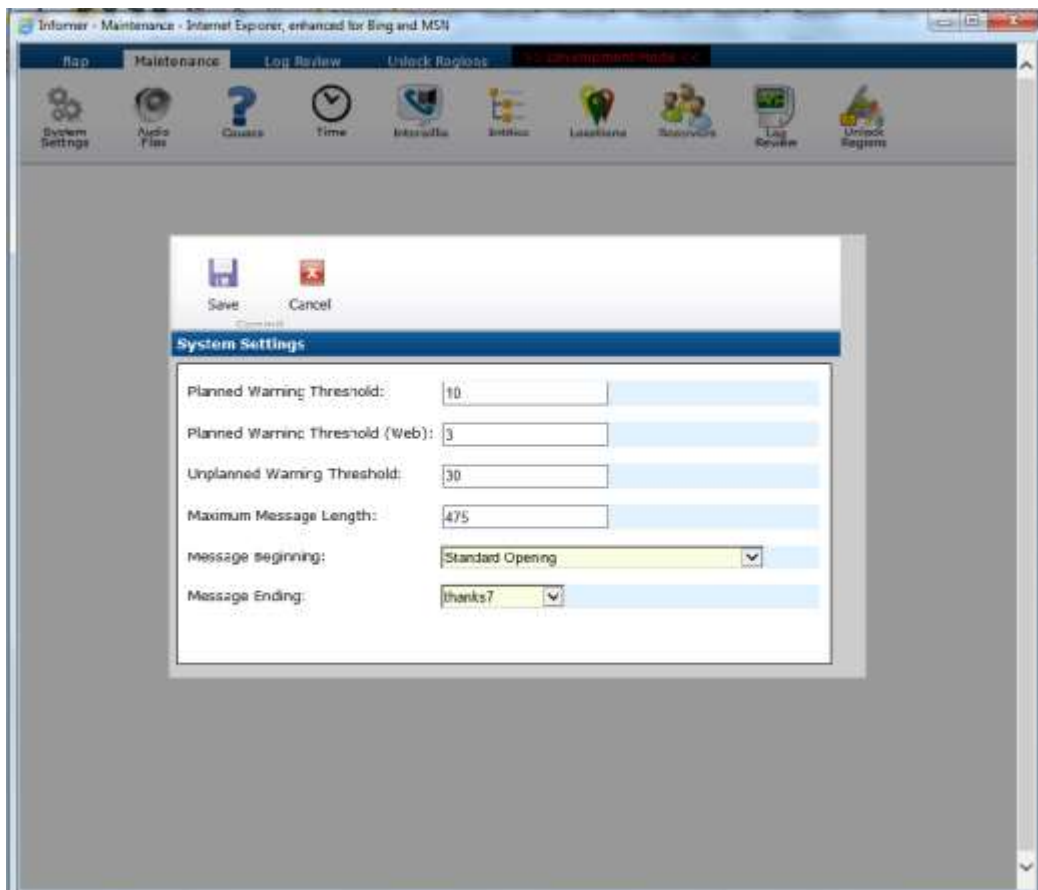 Informer - Maintenance - Internet Explorer, enhanced for Bing and MSN
Map Maintenance Log Review Unlock Regions
System Settings
Audio Files
Causes
Time
Entities
Locations
Log Review
Unlock Regions
Save Cancel
System Settings
Planned Warning Threshold: 10
Planned Warning Threshold (Web): 3
Unplanned Warning Threshold: 30
Maximum Message Length: 475
Message Beginning: Standard Opening
Message Ending: thanks7